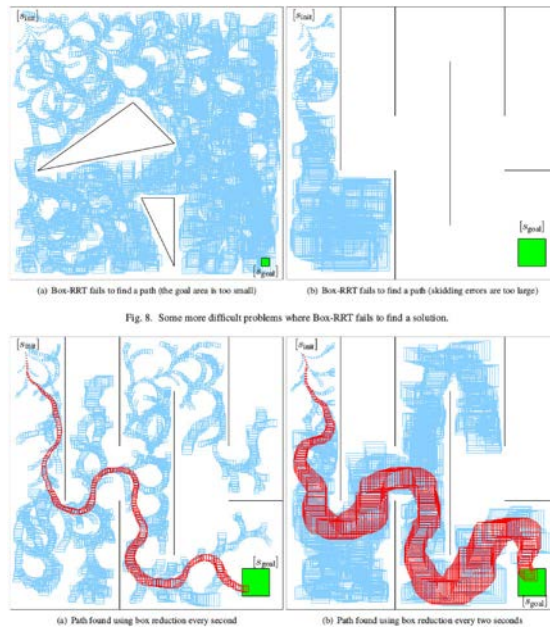 [s_init]
[s_goal]
(a) Box-RRT fails to find a path (the goal area is too small)
[s_init]
[s_goal]
(b) Box-RRT fails to find a path (skidding errors are too large)
Fig. 8. Some more difficult problems where Box-RRT fails to find a solution.
[s_init]
[s_goal]
(a) Path found using box reduction every second
[s_init]
[s_goal]
(b) Path found using box reduction every two seconds